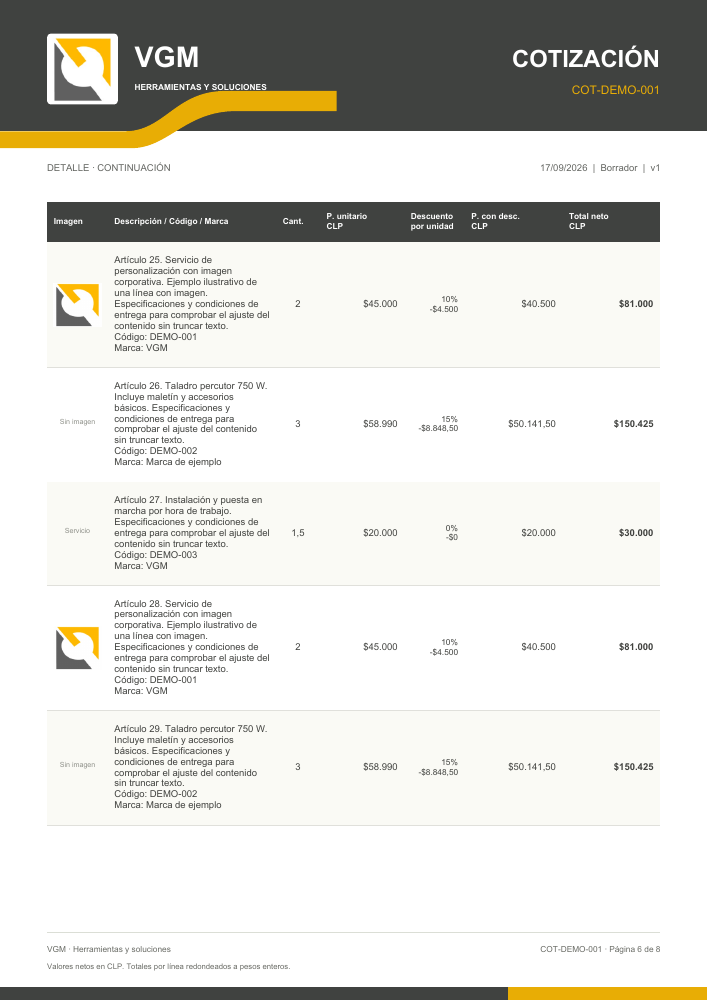 VGM
HERRAMIENTAS Y SOLUCIONES
COTIZACIÓN
COT-DEMO-001
DETALLE · CONTINUACIÓN
17/09/2026 | Borrador | v1
Imagen
Descripción / Código / Marca
Cant.
P. unitario
CLP
Descuento
por unidad
P. con desc.
CLP
Total neto
CLP
Artículo 25. Servicio de
personalización con imagen
corporativa. Ejemplo ilustrativo de
una línea con imagen.
Especificaciones y condiciones de
entrega para comprobar el ajuste del
contenido sin truncar texto.
Código: DEMO-001
Marca: VGM
2
$45.000
10%
-$4.500
$40.500
$81.000
Sin imagen
Artículo 26. Taladro percutor 750 W.
Incluye maletín y accesorios
básicos. Especificaciones y
condiciones de entrega para
comprobar el ajuste del contenido
sin truncar texto.
Código: DEMO-002
Marca: Marca de ejemplo
3
$58.990
15%
-$8.848,50
$50.141,50
$150.425
Servicio
Artículo 27. Instalación y puesta en
marcha por hora de trabajo.
Especificaciones y condiciones de
entrega para comprobar el ajuste del
contenido sin truncar texto.
Código: DEMO-003
Marca: VGM
1,5
$20.000
0%
-$0
$20.000
$30.000
Artículo 28. Servicio de
personalización con imagen
corporativa. Ejemplo ilustrativo de
una línea con imagen.
Especificaciones y condiciones de
entrega para comprobar el ajuste del
contenido sin truncar texto.
Código: DEMO-001
Marca: VGM
2
$45.000
10%
-$4.500
$40.500
$81.000
Sin imagen
Artículo 29. Taladro percutor 750 W.
Incluye maletín y accesorios
básicos. Especificaciones y
condiciones de entrega para
comprobar el ajuste del contenido
sin truncar texto.
Código: DEMO-002
Marca: Marca de ejemplo
3
$58.990
15%
-$8.848,50
$50.141,50
$150.425
VGM · Herramientas y soluciones
COT-DEMO-001 · Página 6 de 8
Valores netos en CLP. Totales por línea redondeados a pesos enteros.